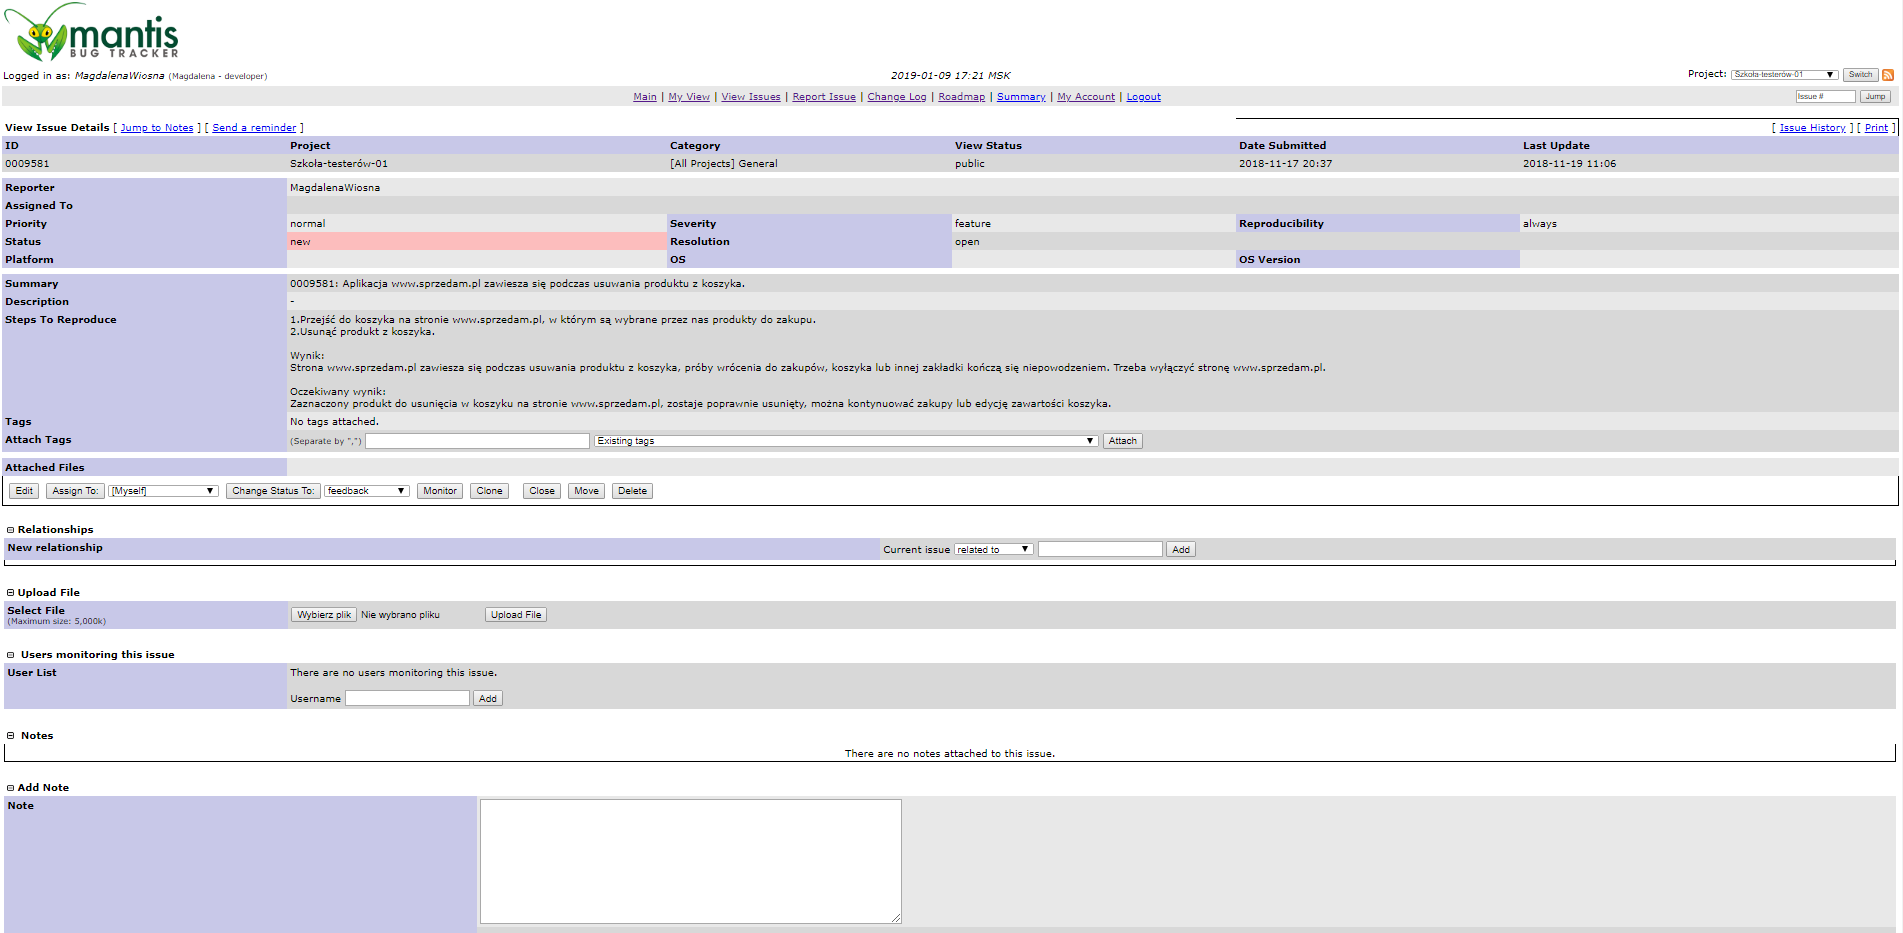 mantis
BUG TRACKER
Logged in as: MagdalenaWiosna (Magdalena - developer)
2019-01-09 17:21 MSK
Project: Szkoła-testerów-01 Switch
Main | My View | View Issues | Report Issue | Change Log | Roadmap | Summary | My Account | Logout
Issue # Jump
View Issue Details [ Jump to Notes ] [ Send a reminder ]
[ Issue History ] [ Print ]
ID Project Category View Status Date Submitted Last Update
0009581 Szkoła-testerów-01 [All Projects] General public 2018-11-17 20:37 2018-11-19 11:06
Reporter MagdalenaWiosna
Assigned To
Priority normal Severity feature Reproducibility always
Status new Resolution open
Platform OS OS Version
Summary 0009581: Aplikacja www.sprzedam.pl zawiesza się podczas usuwania produktu z koszyka.
Description -
Steps To Reproduce 1.Przejść do koszyka na stronie www.sprzedam.pl, w którym są wybrane przez nas produkty do zakupu.
2.Usunąć produkt z koszyka.
Wynik:
Strona www.sprzedam.pl zawiesza się podczas usuwania produktu z koszyka, próby wrócenia do zakupów, koszyka lub innej zakładki kończą się niepowodzeniem. Trzeba wyłączyć stronę www.sprzedam.pl.
Oczekiwany wynik:
Zaznaczony produkt do usunięcia w koszyku na stronie www.sprzedam.pl, zostaje poprawnie usunięty, można kontynuować zakupy lub edycję zawartości koszyka.
Tags No tags attached.
Attach Tags (Separate by ",") Existing tags Attach
Attached Files
Edit Assign To: [Myself] Change Status To: feedback Monitor Clone Close Move Delete
Relationships
New relationship Current issue related to Add
Upload File
Select File Wybierz plik Nie wybrano pliku Upload File
(Maximum size: 5,000k)
Users monitoring this issue
User List There are no users monitoring this issue.
Username Add
Notes
There are no notes attached to this issue.
Add Note
Note